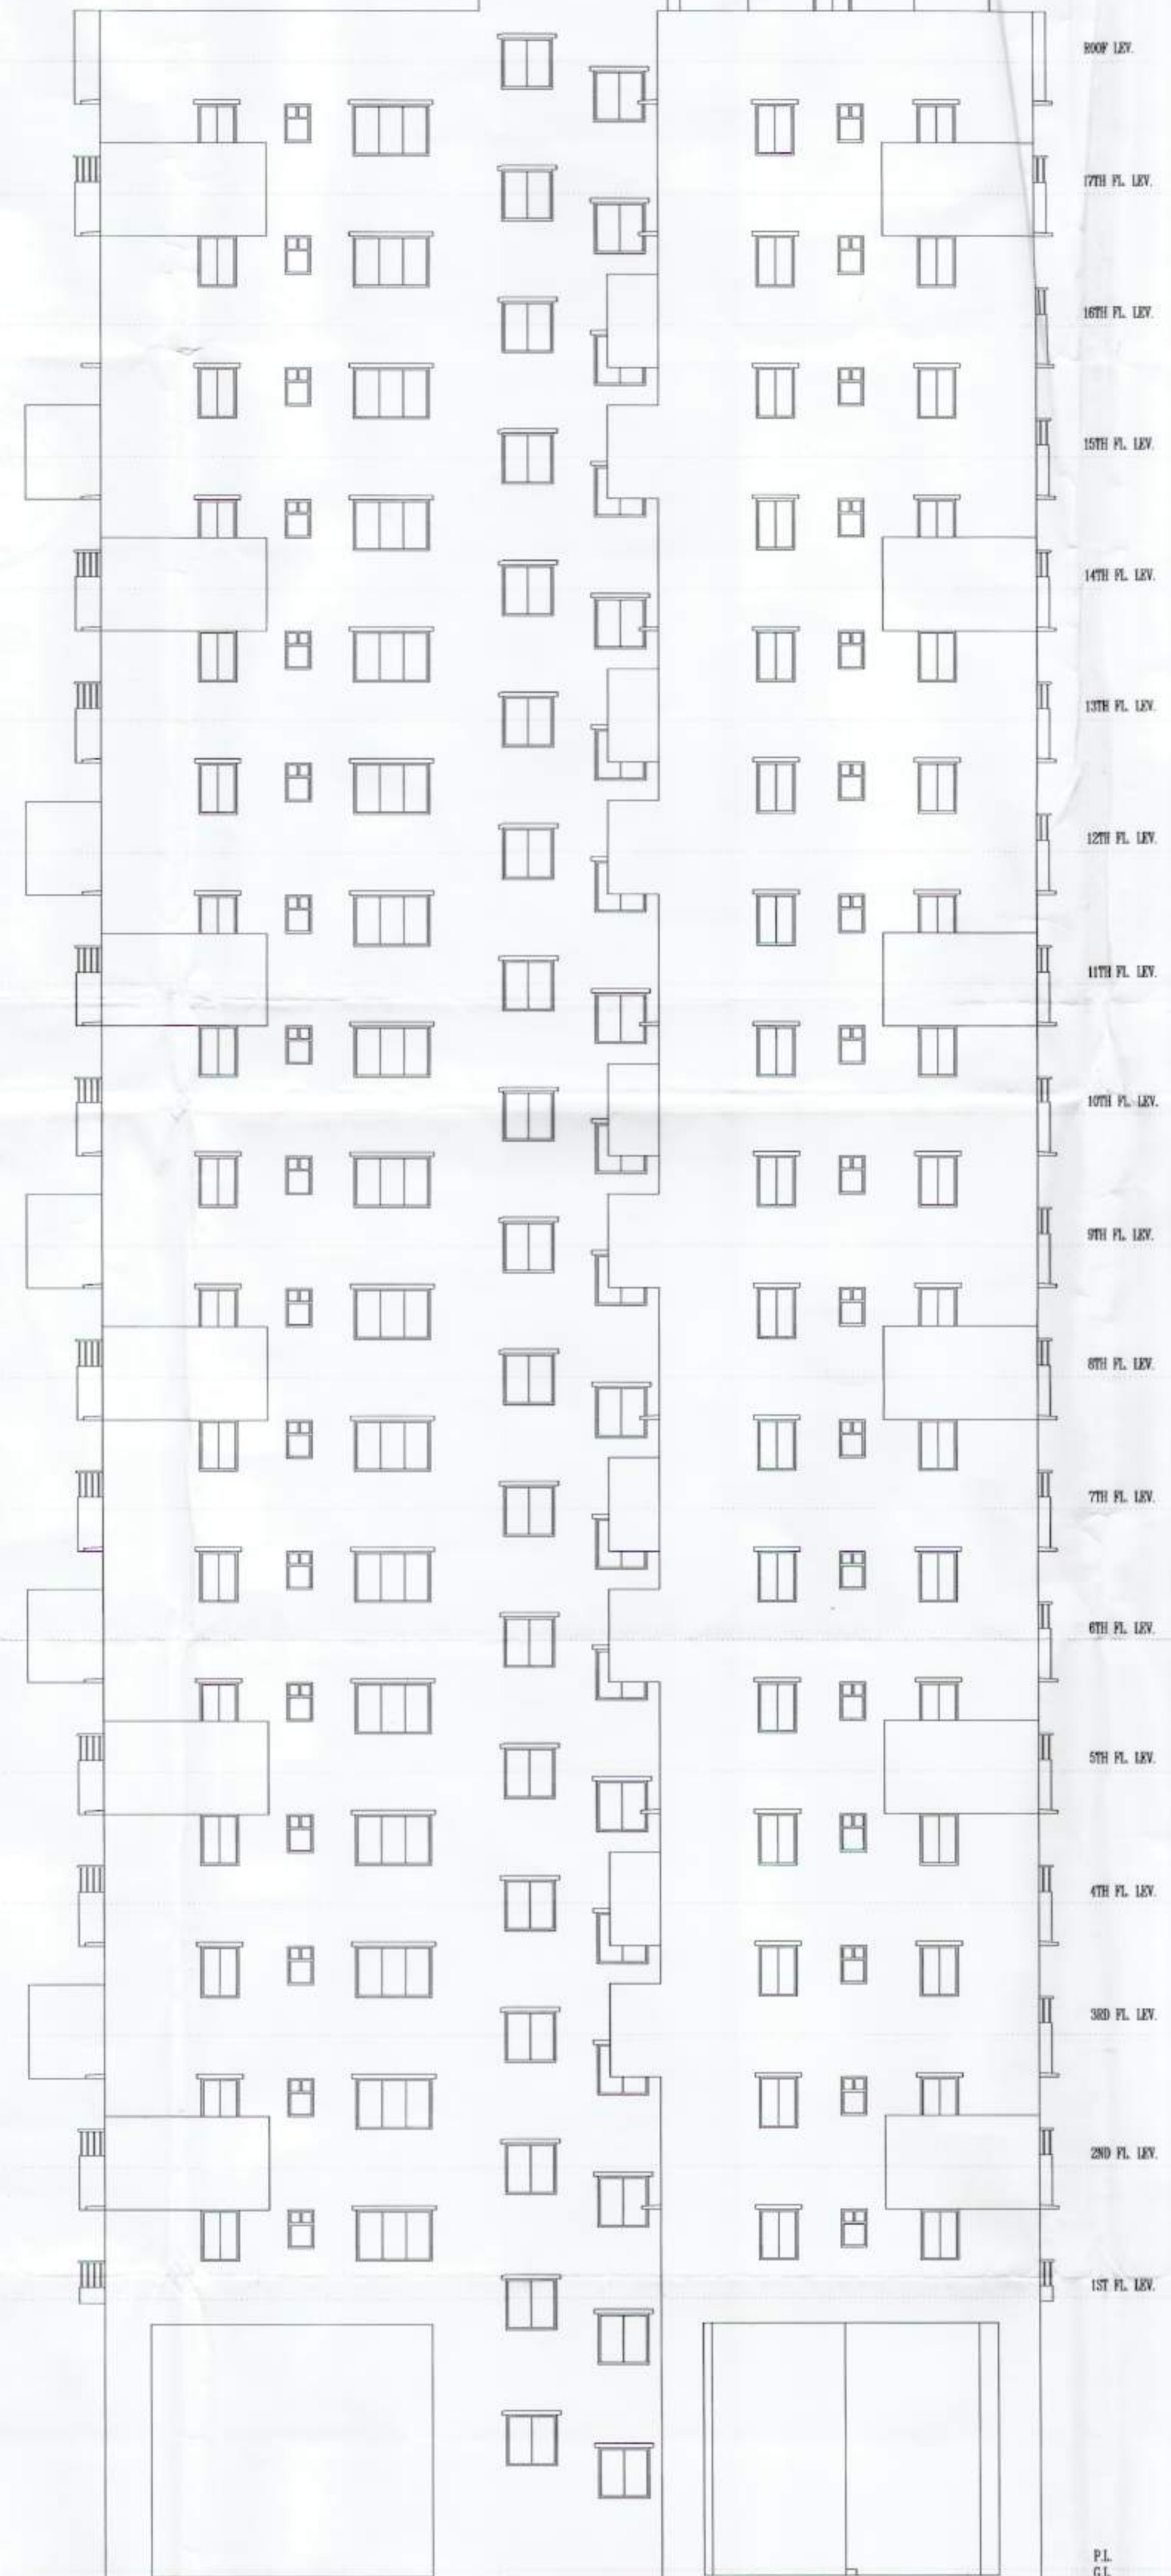 ROOF LEV.
17TH FL. LEV.
16TH FL. LEV.
15TH FL. LEV.
14TH FL. LEV.
13TH FL. LEV.
12TH FL. LEV.
11TH FL. LEV.
10TH FL. LEV.
9TH FL. LEV.
8TH FL. LEV.
7TH FL. LEV.
6TH FL. LEV.
5TH FL. LEV.
4TH FL. LEV.
3RD FL. LEV.
2ND FL. LEV.
1ST FL. LEV.
P.L.
G.L.